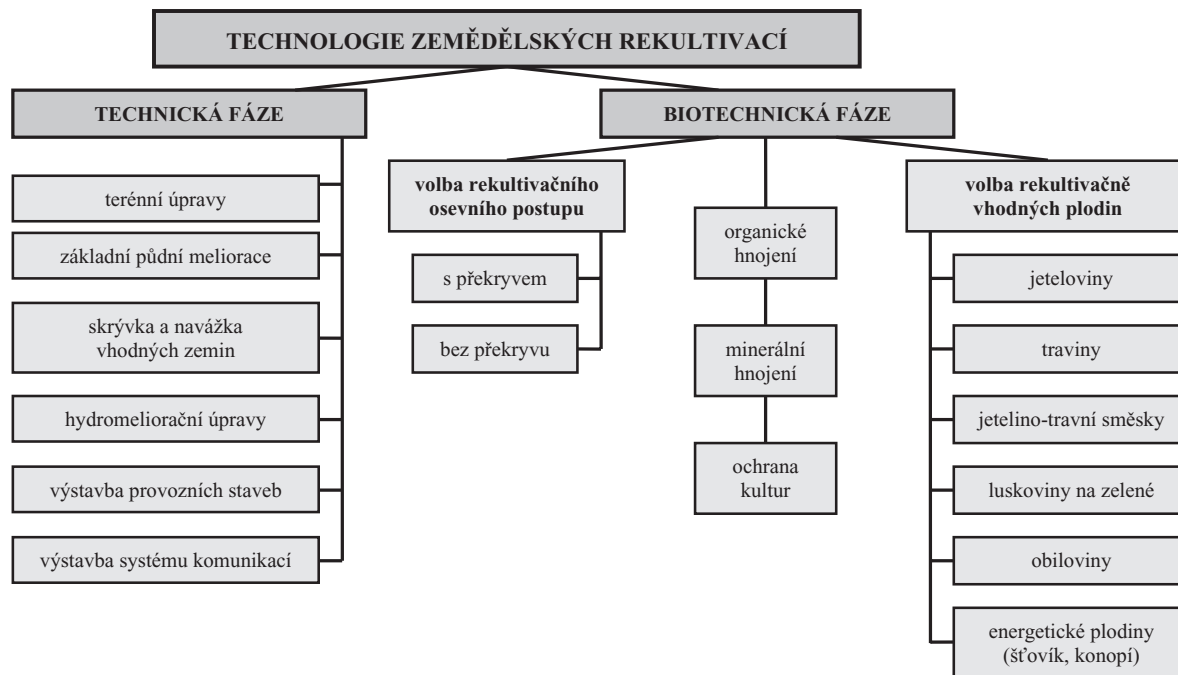 TECHNOLOGIE ZEMĚDĚLSKÝCH REKULTIVACÍ
TECHNICKÁ FÁZE
terénní úpravy
základní půdní meliorace
skrývka a navážka
vhodných zemin
hydromeliorační úpravy
výstavba provozních staveb
výstavba systému komunikací
BIOTECHNICKÁ FÁZE
volba rekultivačního
osevního postupu
s překryvem
bez překryvu
organické
hnojení
minerální
hnojení
ochrana
kultur
volba rekultivačně
vhodných plodin
jeteloviny
traviny
jetelino-travní směsky
luskoviny na zelené
obiloviny
energetické plodiny
(šťovík, konopí)